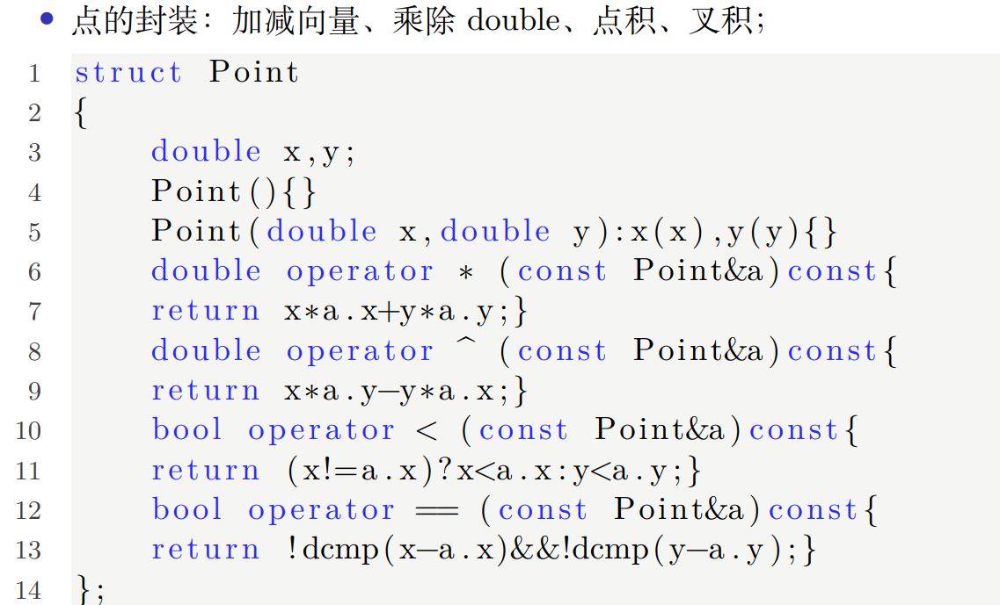 • 点的封装：加减向量、乘除 double、点积、叉积；
1 struct Point
2 {
3 double x,y;
4 Point(){}
5 Point(double x,double y):x(x),y(y){}
6 double operator * (const Point&a)const{
7 return x*a.x+y*a.y;}
8 double operator ^ (const Point&a)const{
9 return x*a.y−y*a.x;}
10 bool operator < (const Point&a)const{
11 return (x!=a.x)?x<a.x:y<a.y;}
12 bool operator == (const Point&a)const{
13 return !dcmp(x−a.x)&&!dcmp(y−a.y);}
14 };